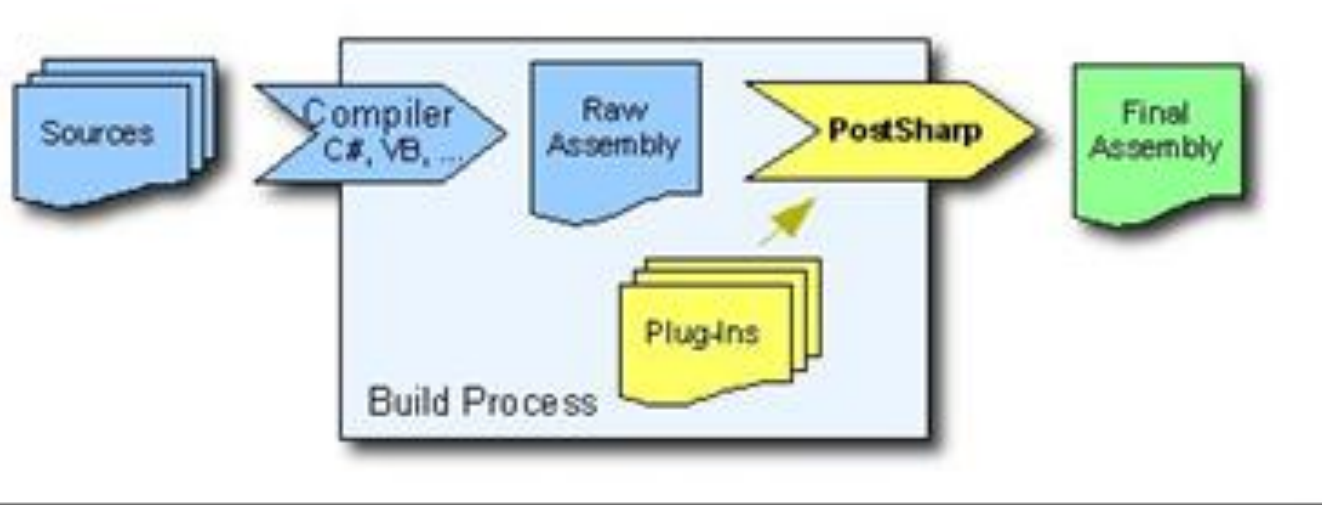 Sources
Compiler
C#, VB, ...
Raw
Assembly
PostSharp
Final
Assembly
Plug-Ins
Build Process